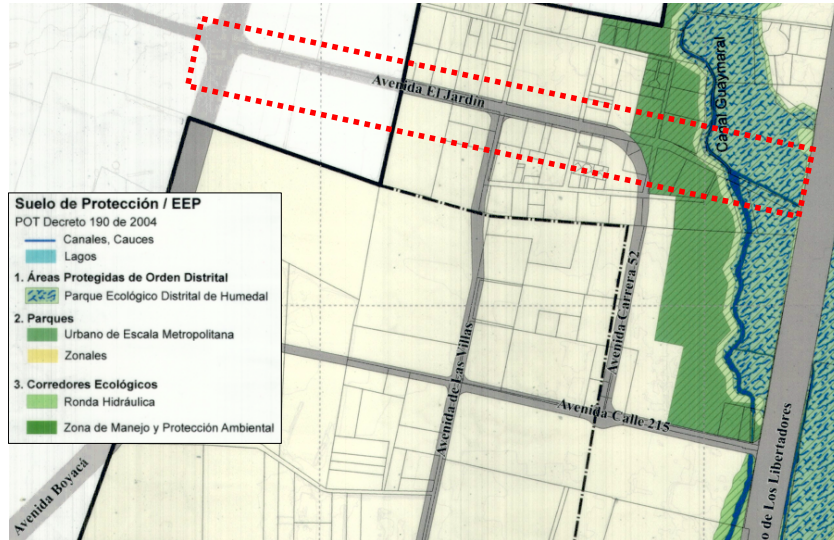 Avenida El Jardín
Canal Guaymaral
Suelo de Protección / EEP
POT Decreto 190 de 2004
Canales, Cauces
Lagos
1. Áreas Protegidas de Orden Distrital
Parque Ecológico Distrital de Humedal
2. Parques
Urbano de Escala Metropolitana
Zonales
3. Corredores Ecológicos
Ronda Hidráulica
Zona de Manejo y Protección Ambiental
Avenida Carrera 52
Avenida de Las Villas
Avenida Calle 215
Avenida Boyacá
o de Los Libertadores